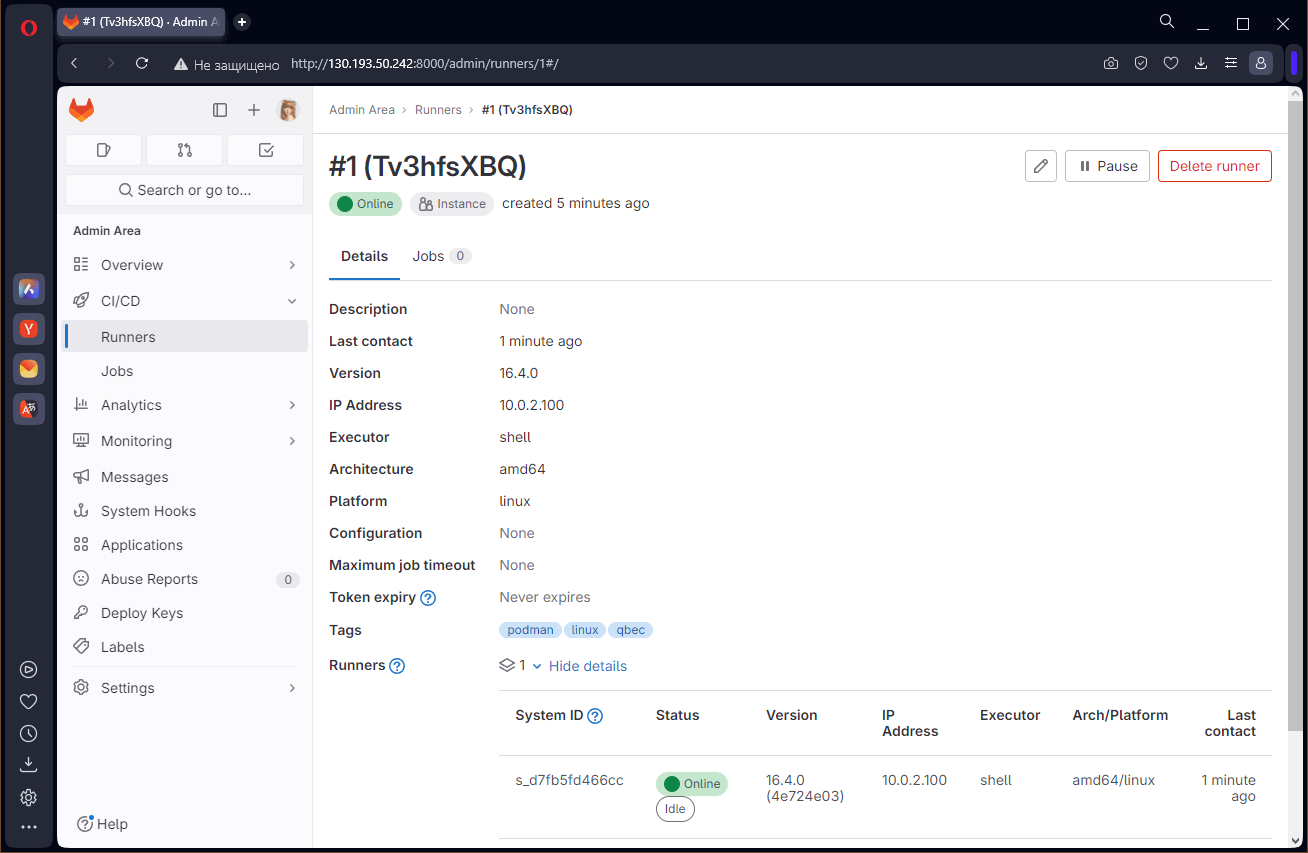 #1 (Tv3hfsXBQ) · Admin A
Не защищено http://130.193.50.242:8000/admin/runners/1#/
Search or go to...
Admin Area
Overview
CI/CD
Runners
Jobs
Analytics
Monitoring
Messages
System Hooks
Applications
Abuse Reports 0
Deploy Keys
Labels
Settings
Help
Admin Area › Runners › #1 (Tv3hfsXBQ)
#1 (Tv3hfsXBQ)
Pause Delete runner
Online Instance created 5 minutes ago
Details Jobs 0
Description None
Last contact 1 minute ago
Version 16.4.0
IP Address 10.0.2.100
Executor shell
Architecture amd64
Platform linux
Configuration None
Maximum job timeout None
Token expiry Never expires
Tags podman linux qbec
Runners 1 Hide details
System ID Status Version IP Address Executor Arch/Platform Last contact
s_d7fb5fd466cc Online Idle 16.4.0 (4e724e03) 10.0.2.100 shell amd64/linux 1 minute ago